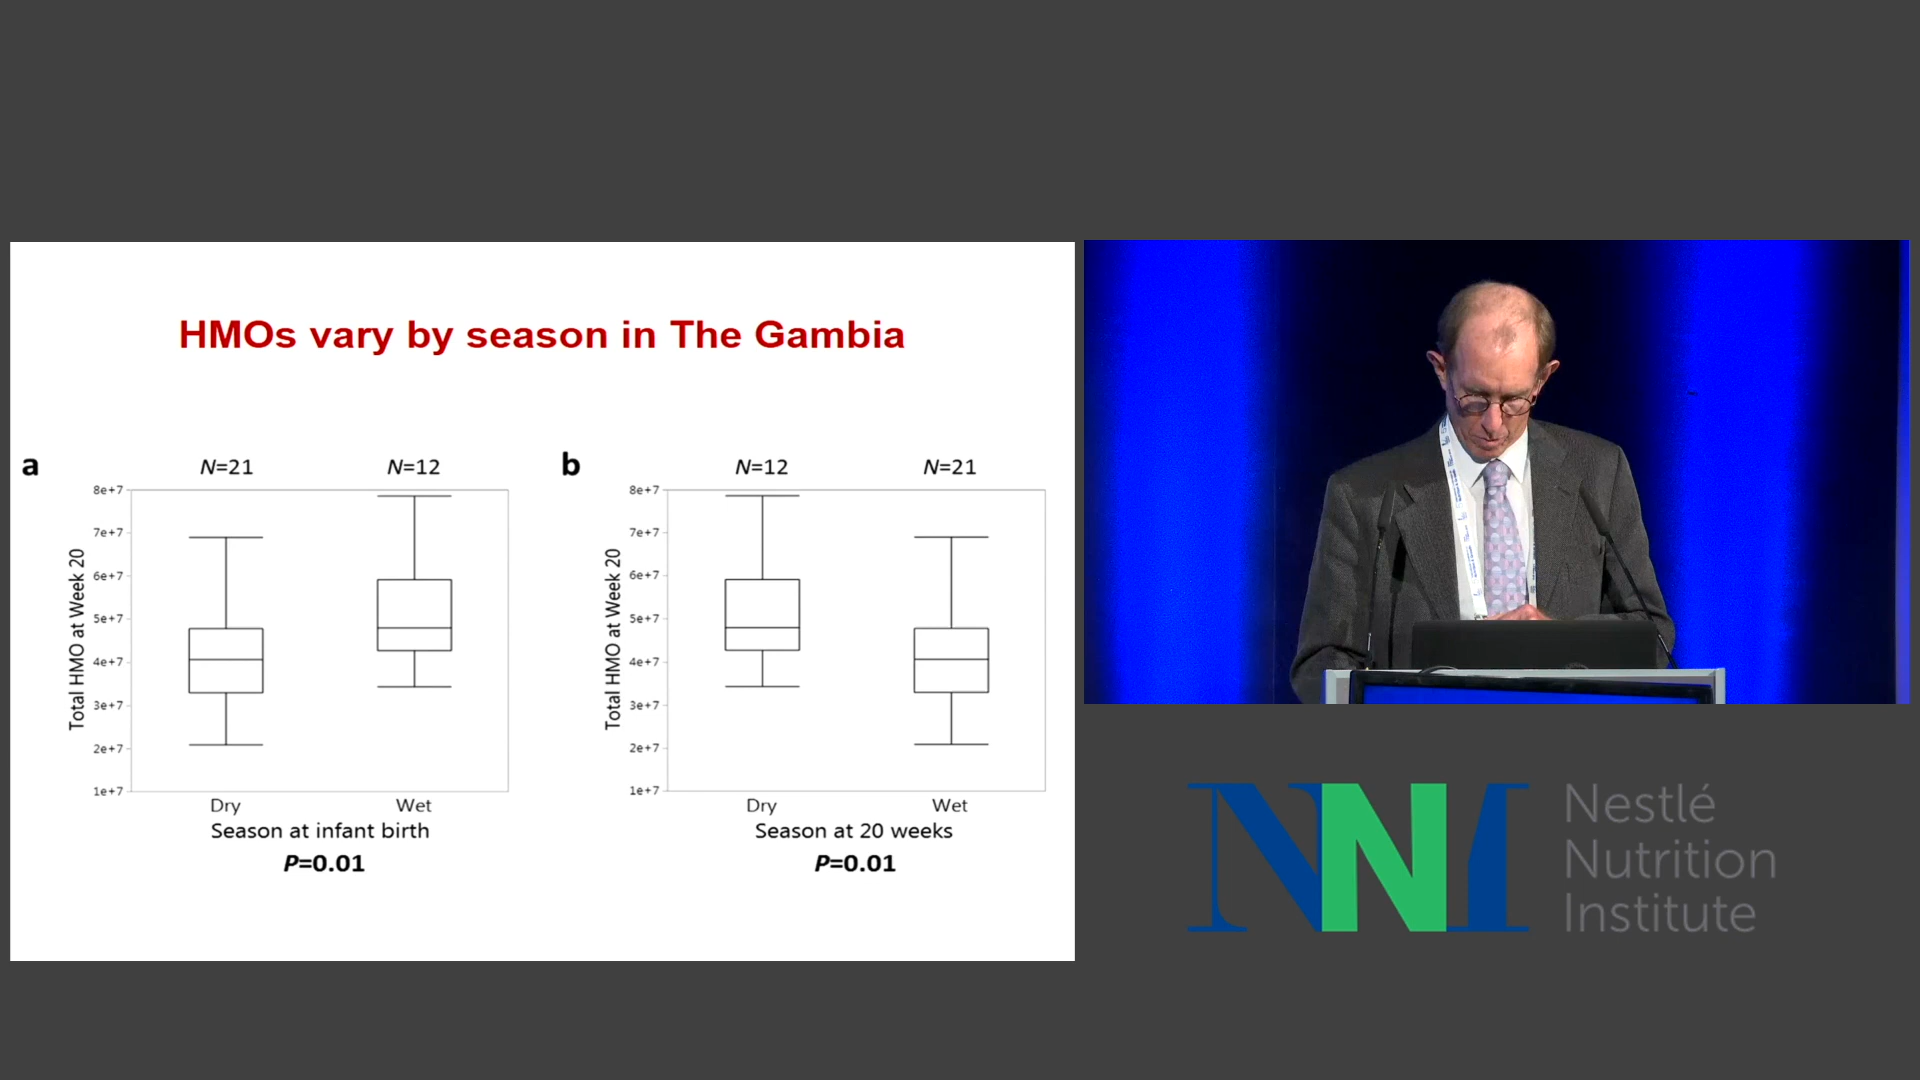 HMOs vary by season in The Gambia
a
N=21
N=12
8e+7
7e+7
6e+7
5e+7
4e+7
3e+7
2e+7
1e+7
Total HMO at Week 20
Dry
Wet
Season at infant birth
P=0.01
b
N=12
N=21
8e+7
7e+7
6e+7
5e+7
4e+7
3e+7
2e+7
1e+7
Total HMO at Week 20
Dry
Wet
Season at 20 weeks
P=0.01
NNI
Nestlé
Nutrition
Institute